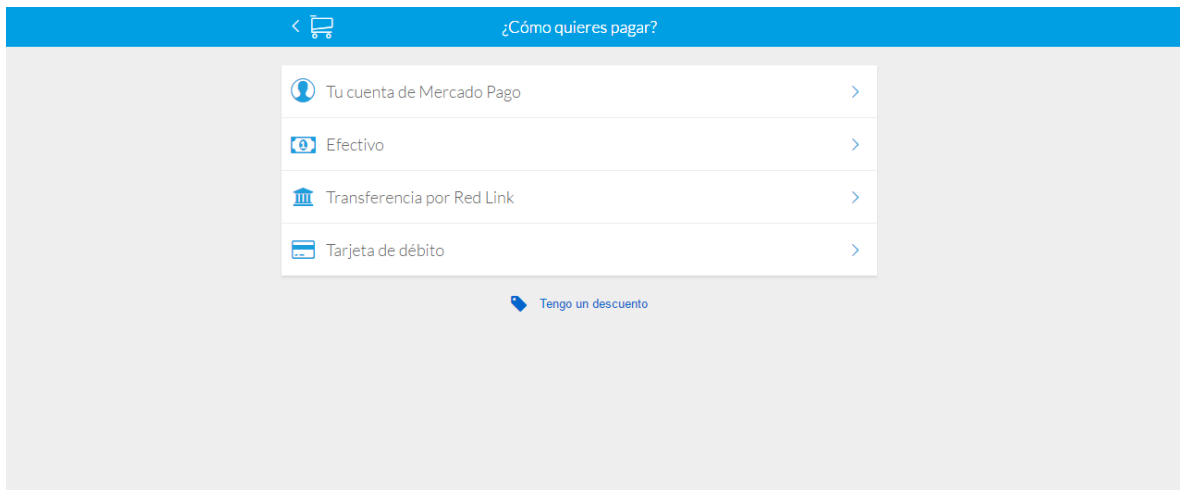 ¿Cómo quieres pagar?
Tu cuenta de Mercado Pago
Efectivo
Transferencia por Red Link
Tarjeta de débito
Tengo un descuento